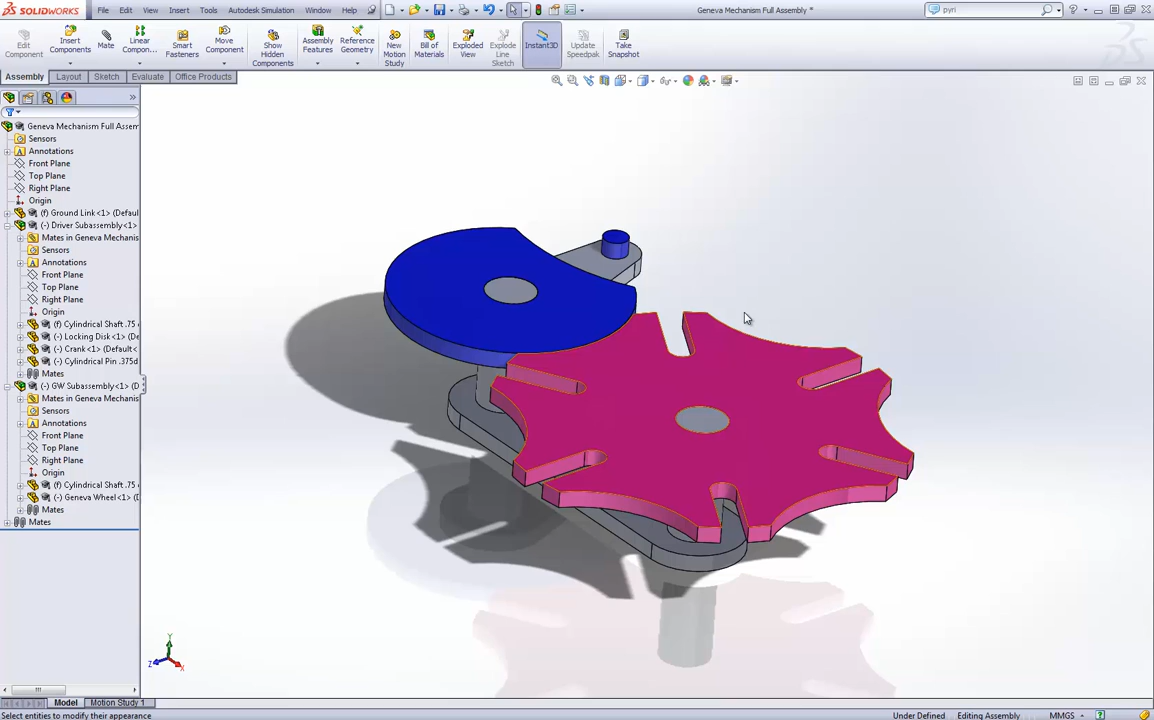 SOLIDWORKS File Edit View Insert Tools Autodesk Simulation Window Help Geneva Mechanism Full Assembly * pyri ?
Edit Component
Insert Components
Mate
Linear Compon...
Smart Fasteners
Move Component
Show Hidden Components
Assembly Features
Reference Geometry
New Motion Study
Bill of Materials
Exploded View
Explode Line Sketch
Instant3D
Update Speedpak
Take Snapshot
Assembly Layout Sketch Evaluate Office Products
»
Geneva Mechanism Full Assem
Sensors
Annotations
Front Plane
Top Plane
Right Plane
Origin
(f) Ground Link<1> (Defaul
(-) Driver Subassembly<1>
Mates in Geneva Mechanis
Sensors
Annotations
Front Plane
Top Plane
Right Plane
Origin
(f) Cylindrical Shaft .75 d
(-) Locking Disk<1> (Def
(-) Crank<1> (Default<
(-) Cylindrical Pin .375d
Mates
(-) GW Subassembly<1> (D
Mates in Geneva Mechanis
Sensors
Annotations
Front Plane
Top Plane
Right Plane
Origin
(f) Cylindrical Shaft .75
(-) Geneva Wheel<1> (D
Mates
Mates
Y
Z X
Model Motion Study 1
Select entities to modify their appearance Under Defined Editing Assembly MMGS ?